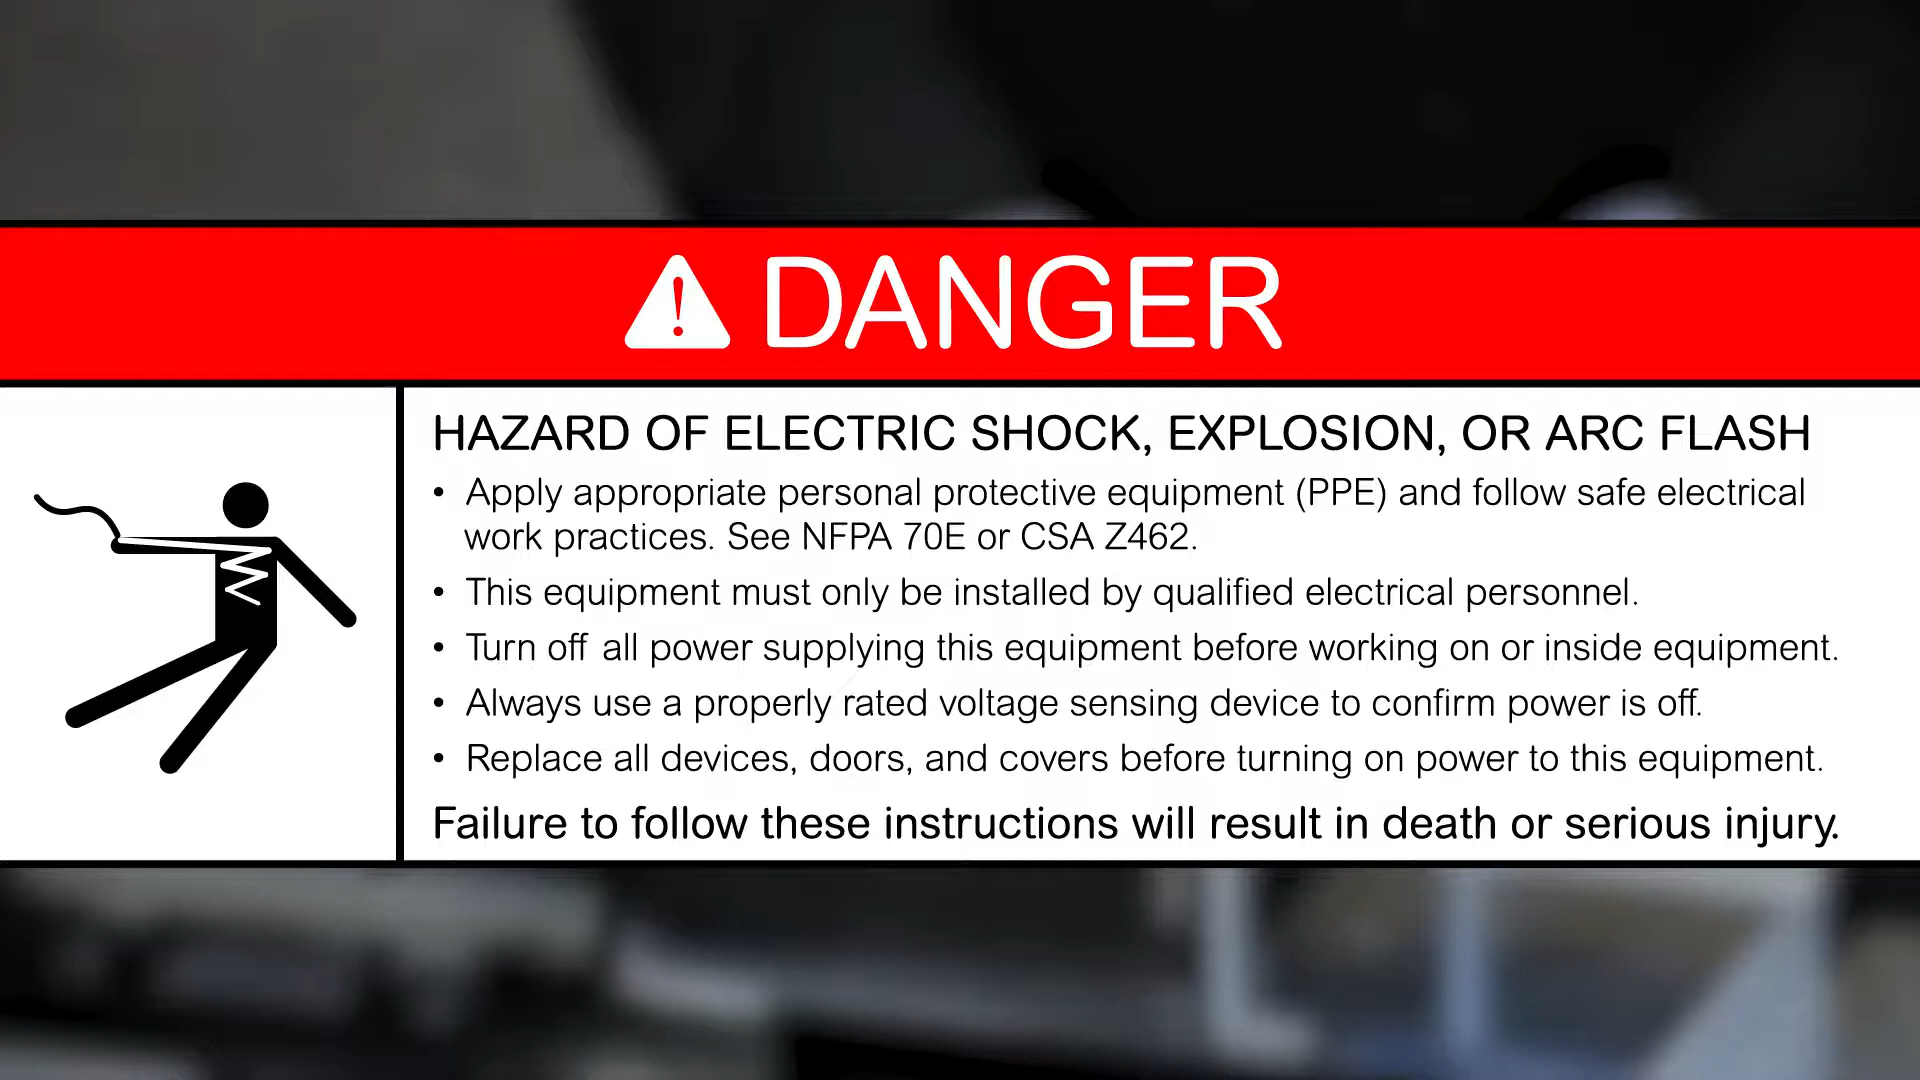 DANGER
HAZARD OF ELECTRIC SHOCK, EXPLOSION, OR ARC FLASH
• Apply appropriate personal protective equipment (PPE) and follow safe electrical
work practices. See NFPA 70E or CSA Z462.
• This equipment must only be installed by qualified electrical personnel.
• Turn off all power supplying this equipment before working on or inside equipment.
• Always use a properly rated voltage sensing device to confirm power is off.
• Replace all devices, doors, and covers before turning on power to this equipment.
Failure to follow these instructions will result in death or serious injury.